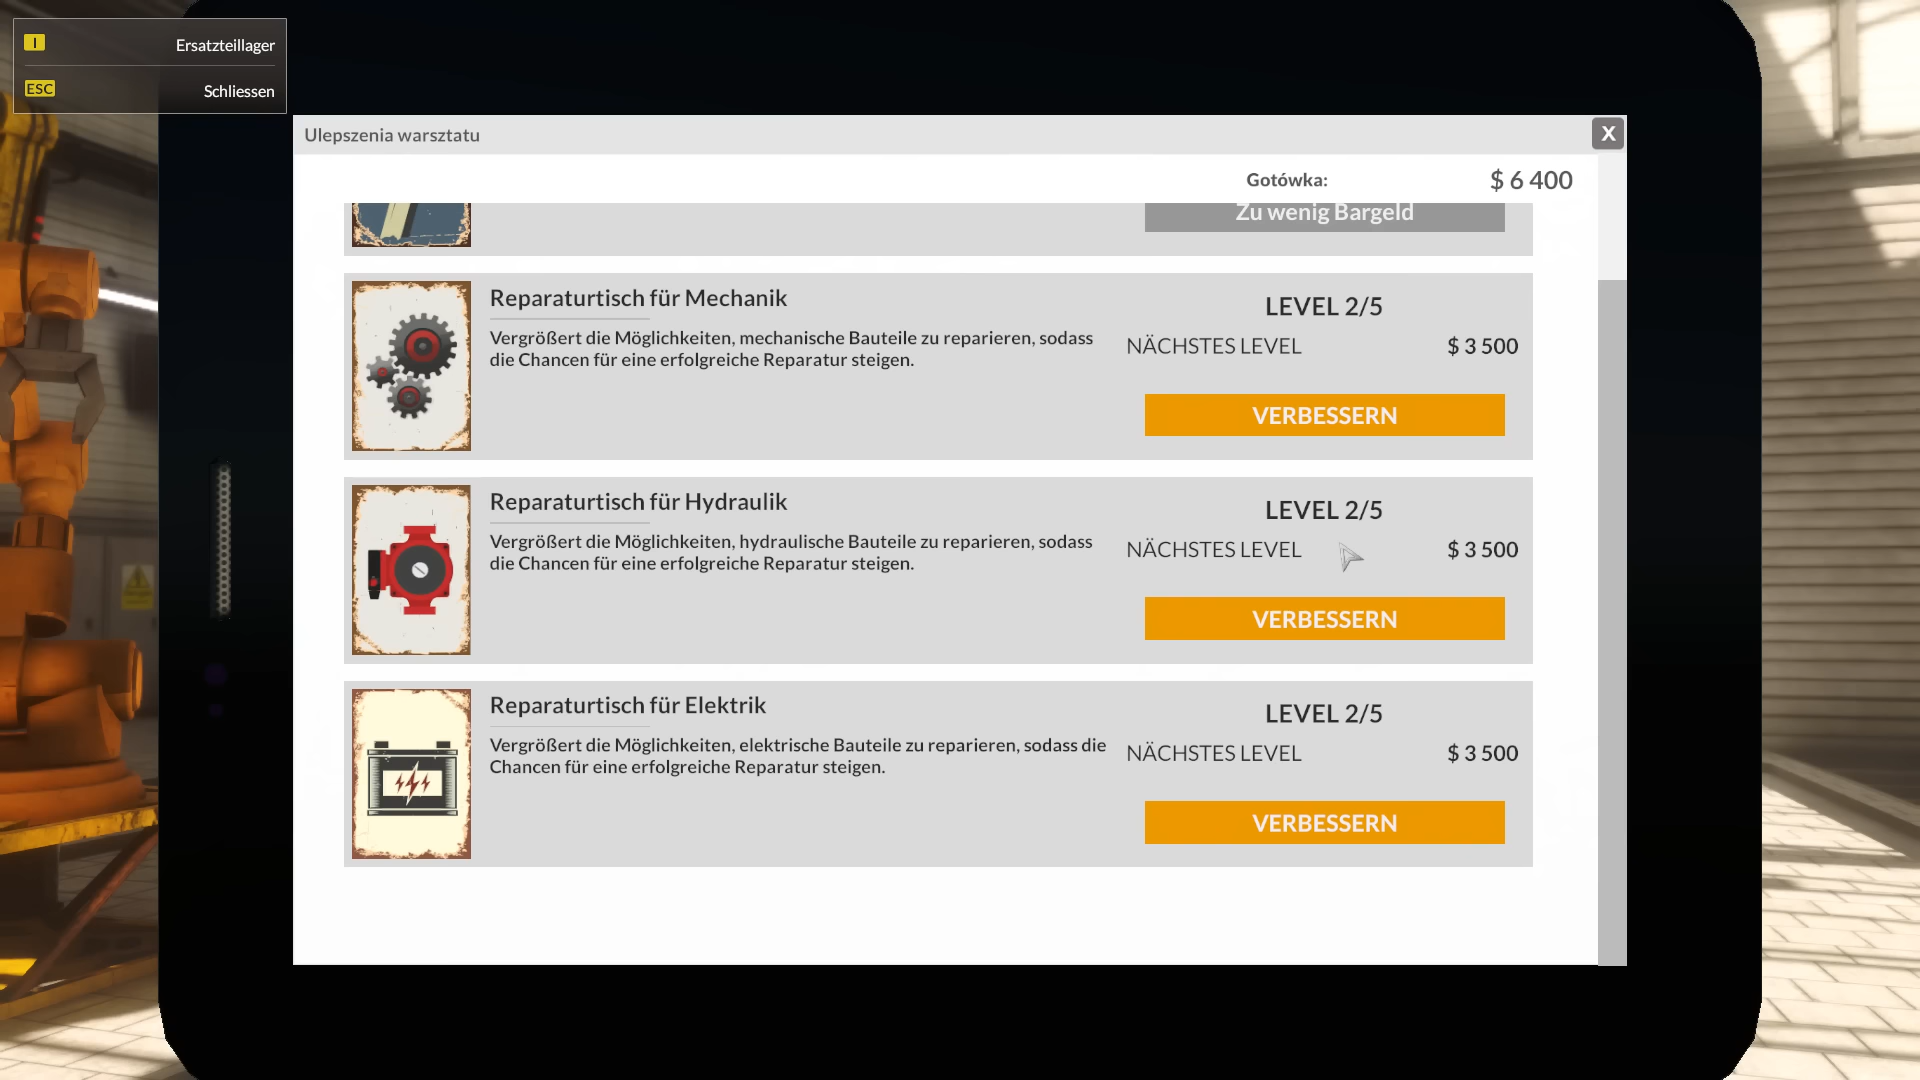 I
Ersatzteillager
ESC
Schliessen
Ulepszenia warsztatu
X
Gotówka:
$ 6 400
Zu wenig Bargeld
Reparaturtisch für Mechanik
Vergrößert die Möglichkeiten, mechanische Bauteile zu reparieren, sodass
die Chancen für eine erfolgreiche Reparatur steigen.
LEVEL 2/5
NÄCHSTES LEVEL
$ 3 500
VERBESSERN
Reparaturtisch für Hydraulik
Vergrößert die Möglichkeiten, hydraulische Bauteile zu reparieren, sodass
die Chancen für eine erfolgreiche Reparatur steigen.
LEVEL 2/5
NÄCHSTES LEVEL
$ 3 500
VERBESSERN
Reparaturtisch für Elektrik
Vergrößert die Möglichkeiten, elektrische Bauteile zu reparieren, sodass die
Chancen für eine erfolgreiche Reparatur steigen.
LEVEL 2/5
NÄCHSTES LEVEL
$ 3 500
VERBESSERN